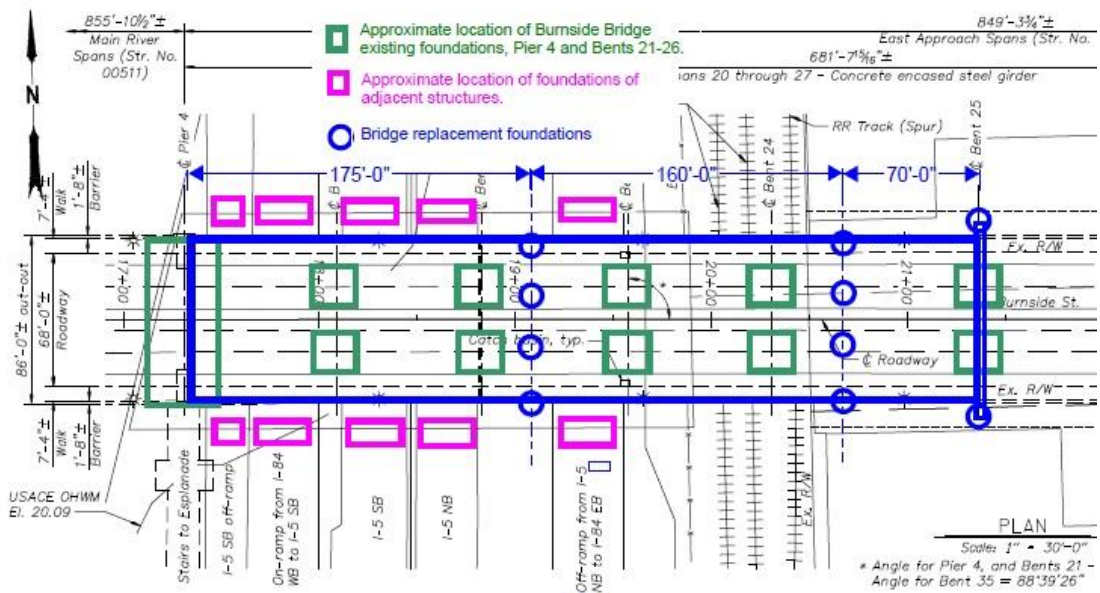 855'-10½"±
Main River
Spans (Str. No.
00511)
849'-3¾"±
East Approach Spans (Str. No.
681'-7¹⁵⁄₁₆"±
ans 20 through 27 - Concrete encased steel girder
Approximate location of Burnside Bridge
existing foundations, Pier 4 and Bents 21-26.
Approximate location of foundations of
adjacent structures.
Bridge replacement foundations
N
℄ Pier 4
RR Track (Spur)
℄ Bent 24
℄ Bent 25
175'-0"
160'-0"
70'-0"
7'-4"±
Walk
1'-8"±
Barrier
℄ B
℄ Be
℄ Be
Ex. R/W
86'-0"± out-out
68'-0"±
Roadway
17+00
18+00
19+00
20+00
21+00
Burnside St.
Catch basin, typ.
℄ Roadway
Ex. R/W
7'-4"±
Walk
1'-8"±
Barrier
USACE OHWM
El. 20.09
Stairs to Esplanade
I-5 SB off-ramp
On-ramp from I-84
WB to I-5 SB
I-5 SB
I-5 NB
Off-ramp from I-5
NB to I-84 EB
Ex. R/W
PLAN
Scale: 1" = 30'-0"
* Angle for Pier 4, and Bents 21 -
Angle for Bent 35 = 88°39'26"